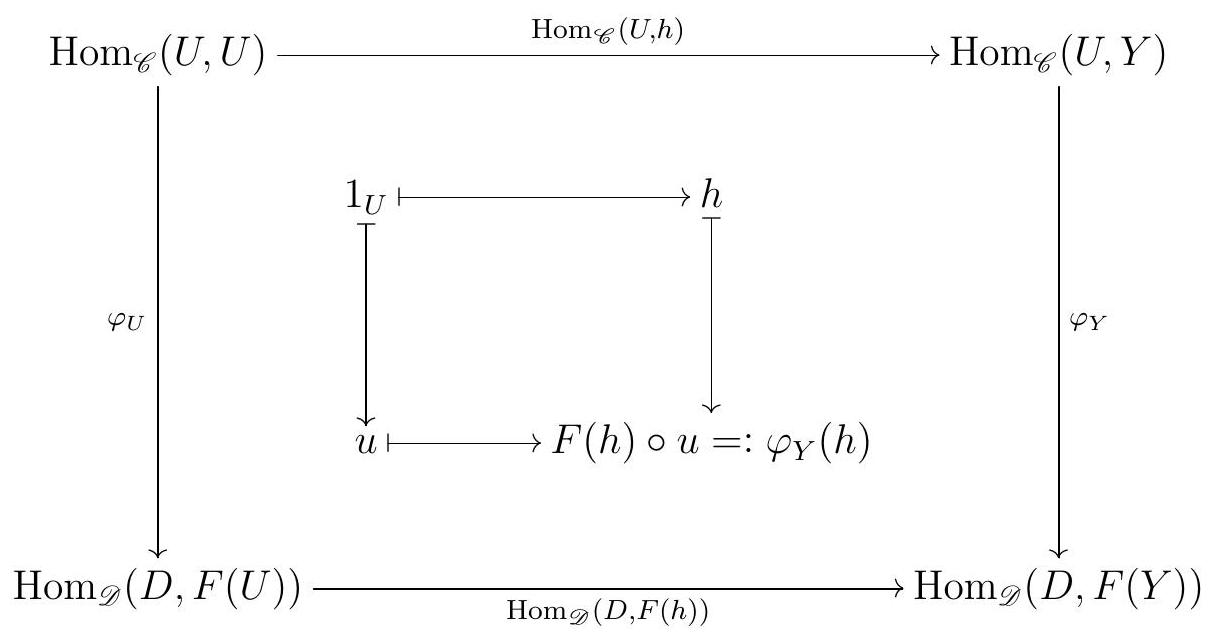 Hom_𝒞(U,h)
Hom_𝒞(U, U) Hom_𝒞(U, Y)
1_U h
φ_U φ_Y
u F(h) ∘ u =: φ_Y(h)
Hom_𝒟(D, F(U)) Hom_𝒟(D, F(Y))
Hom_𝒟(D,F(h))